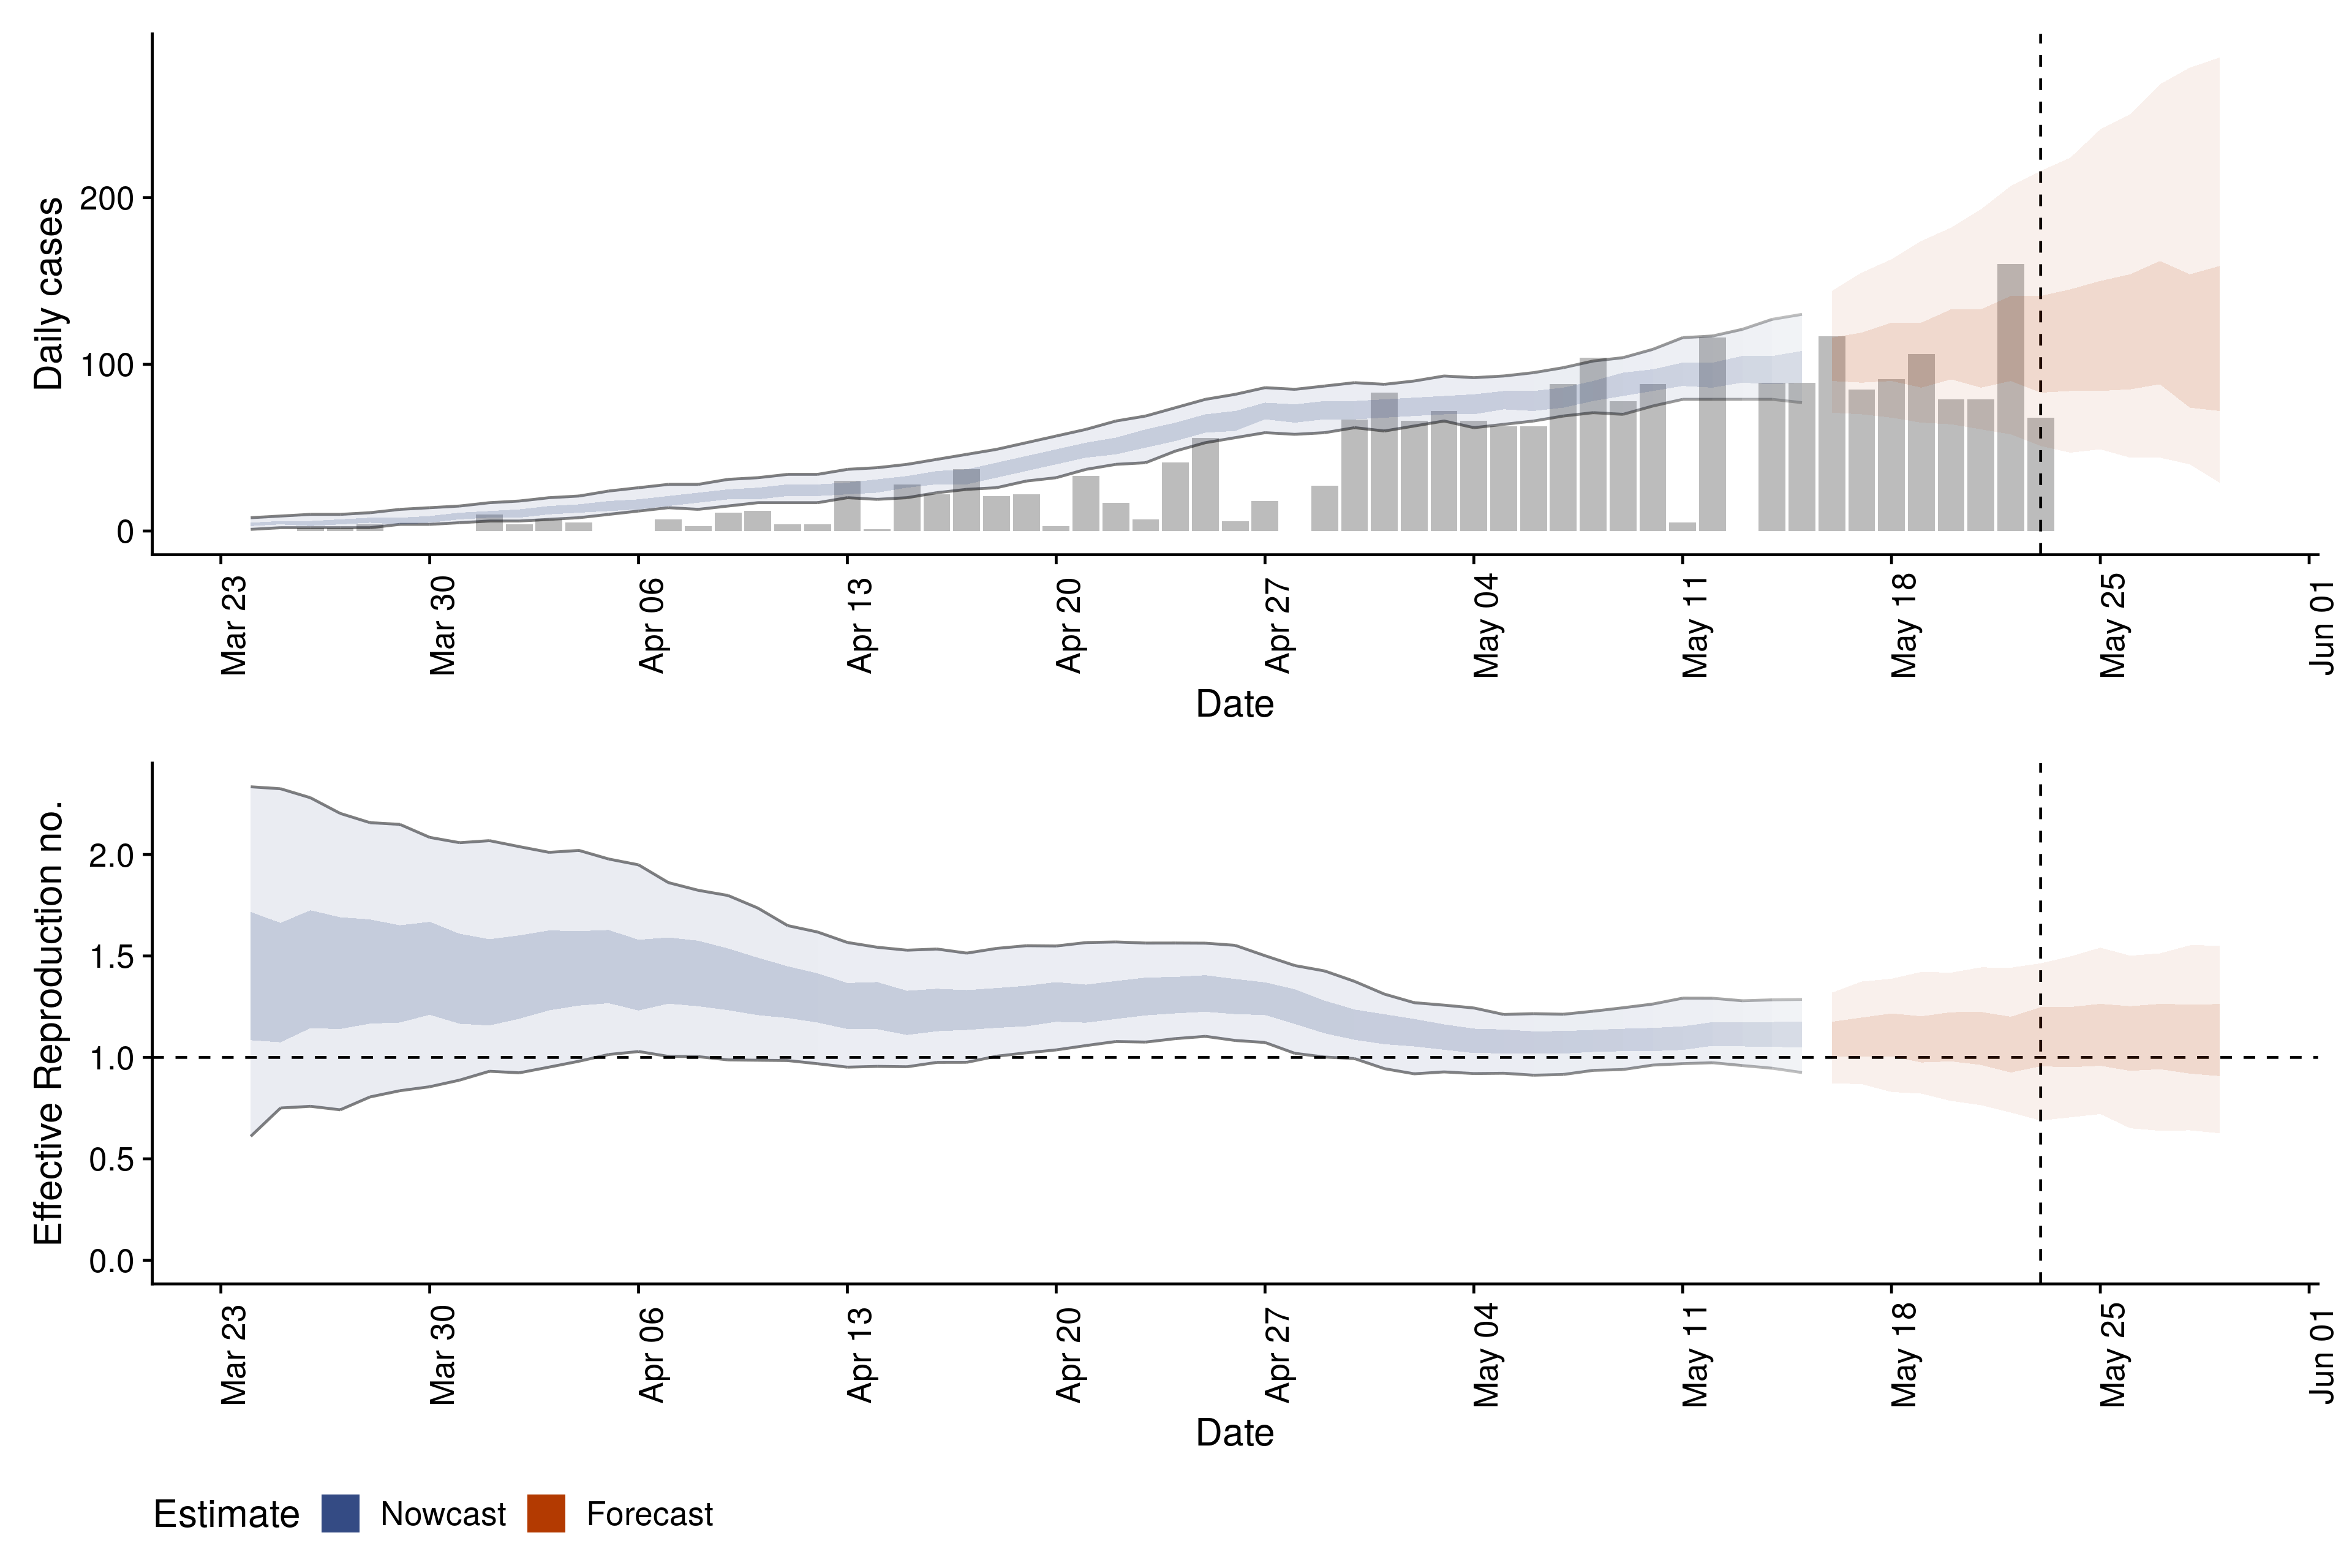 Daily cases
200
100
0
Mar 23
Mar 30
Apr 06
Apr 13
Apr 20
Apr 27
May 04
May 11
May 18
May 25
Jun 01
Date
Effective Reproduction no.
2.0
1.5
1.0
0.5
0.0
Mar 23
Mar 30
Apr 06
Apr 13
Apr 20
Apr 27
May 04
May 11
May 18
May 25
Jun 01
Date
Estimate Nowcast Forecast